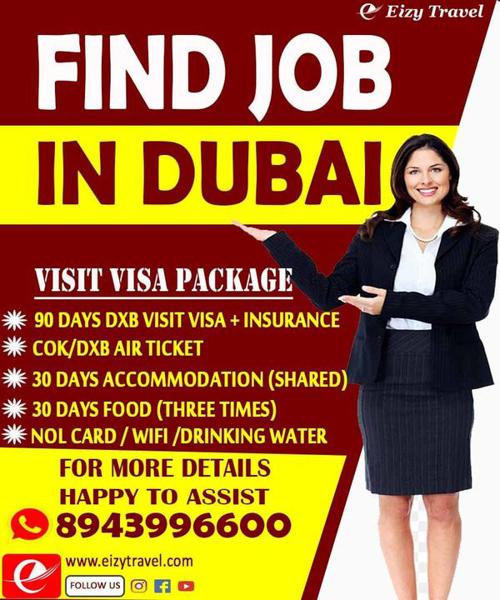 Eizy Travel
FIND JOB
IN DUBAI
VISIT VISA PACKAGE
90 DAYS DXB VISIT VISA + INSURANCE
COK/DXB AIR TICKET
30 DAYS ACCOMMODATION (SHARED)
30 DAYS FOOD (THREE TIMES)
NOL CARD / WIFI /DRINKING WATER
FOR MORE DETAILS
HAPPY TO ASSIST
8943996600
www.eizytravel.com
FOLLOW US